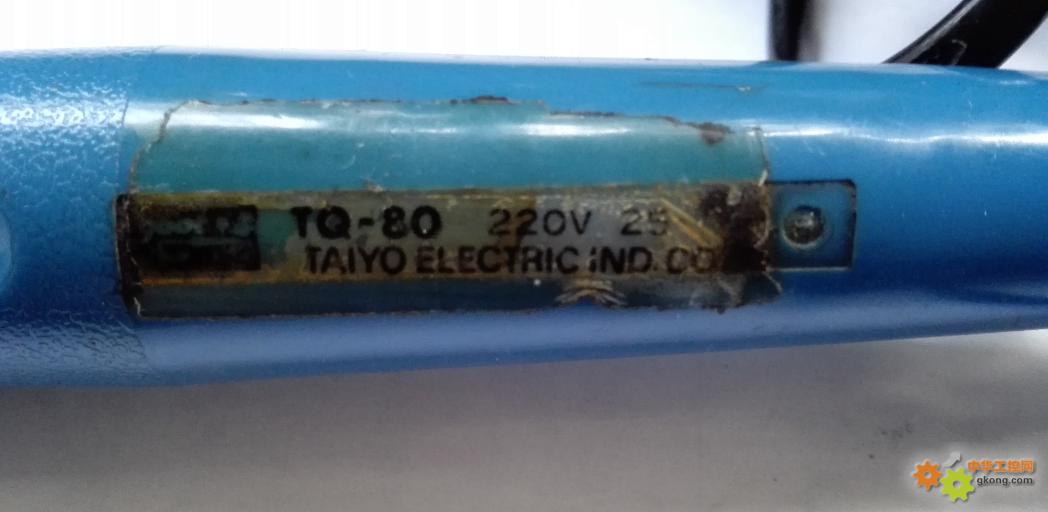 TQ-80 220V 25
TAIYO ELECTRIC IND. CO
中华工控网
gkong.com